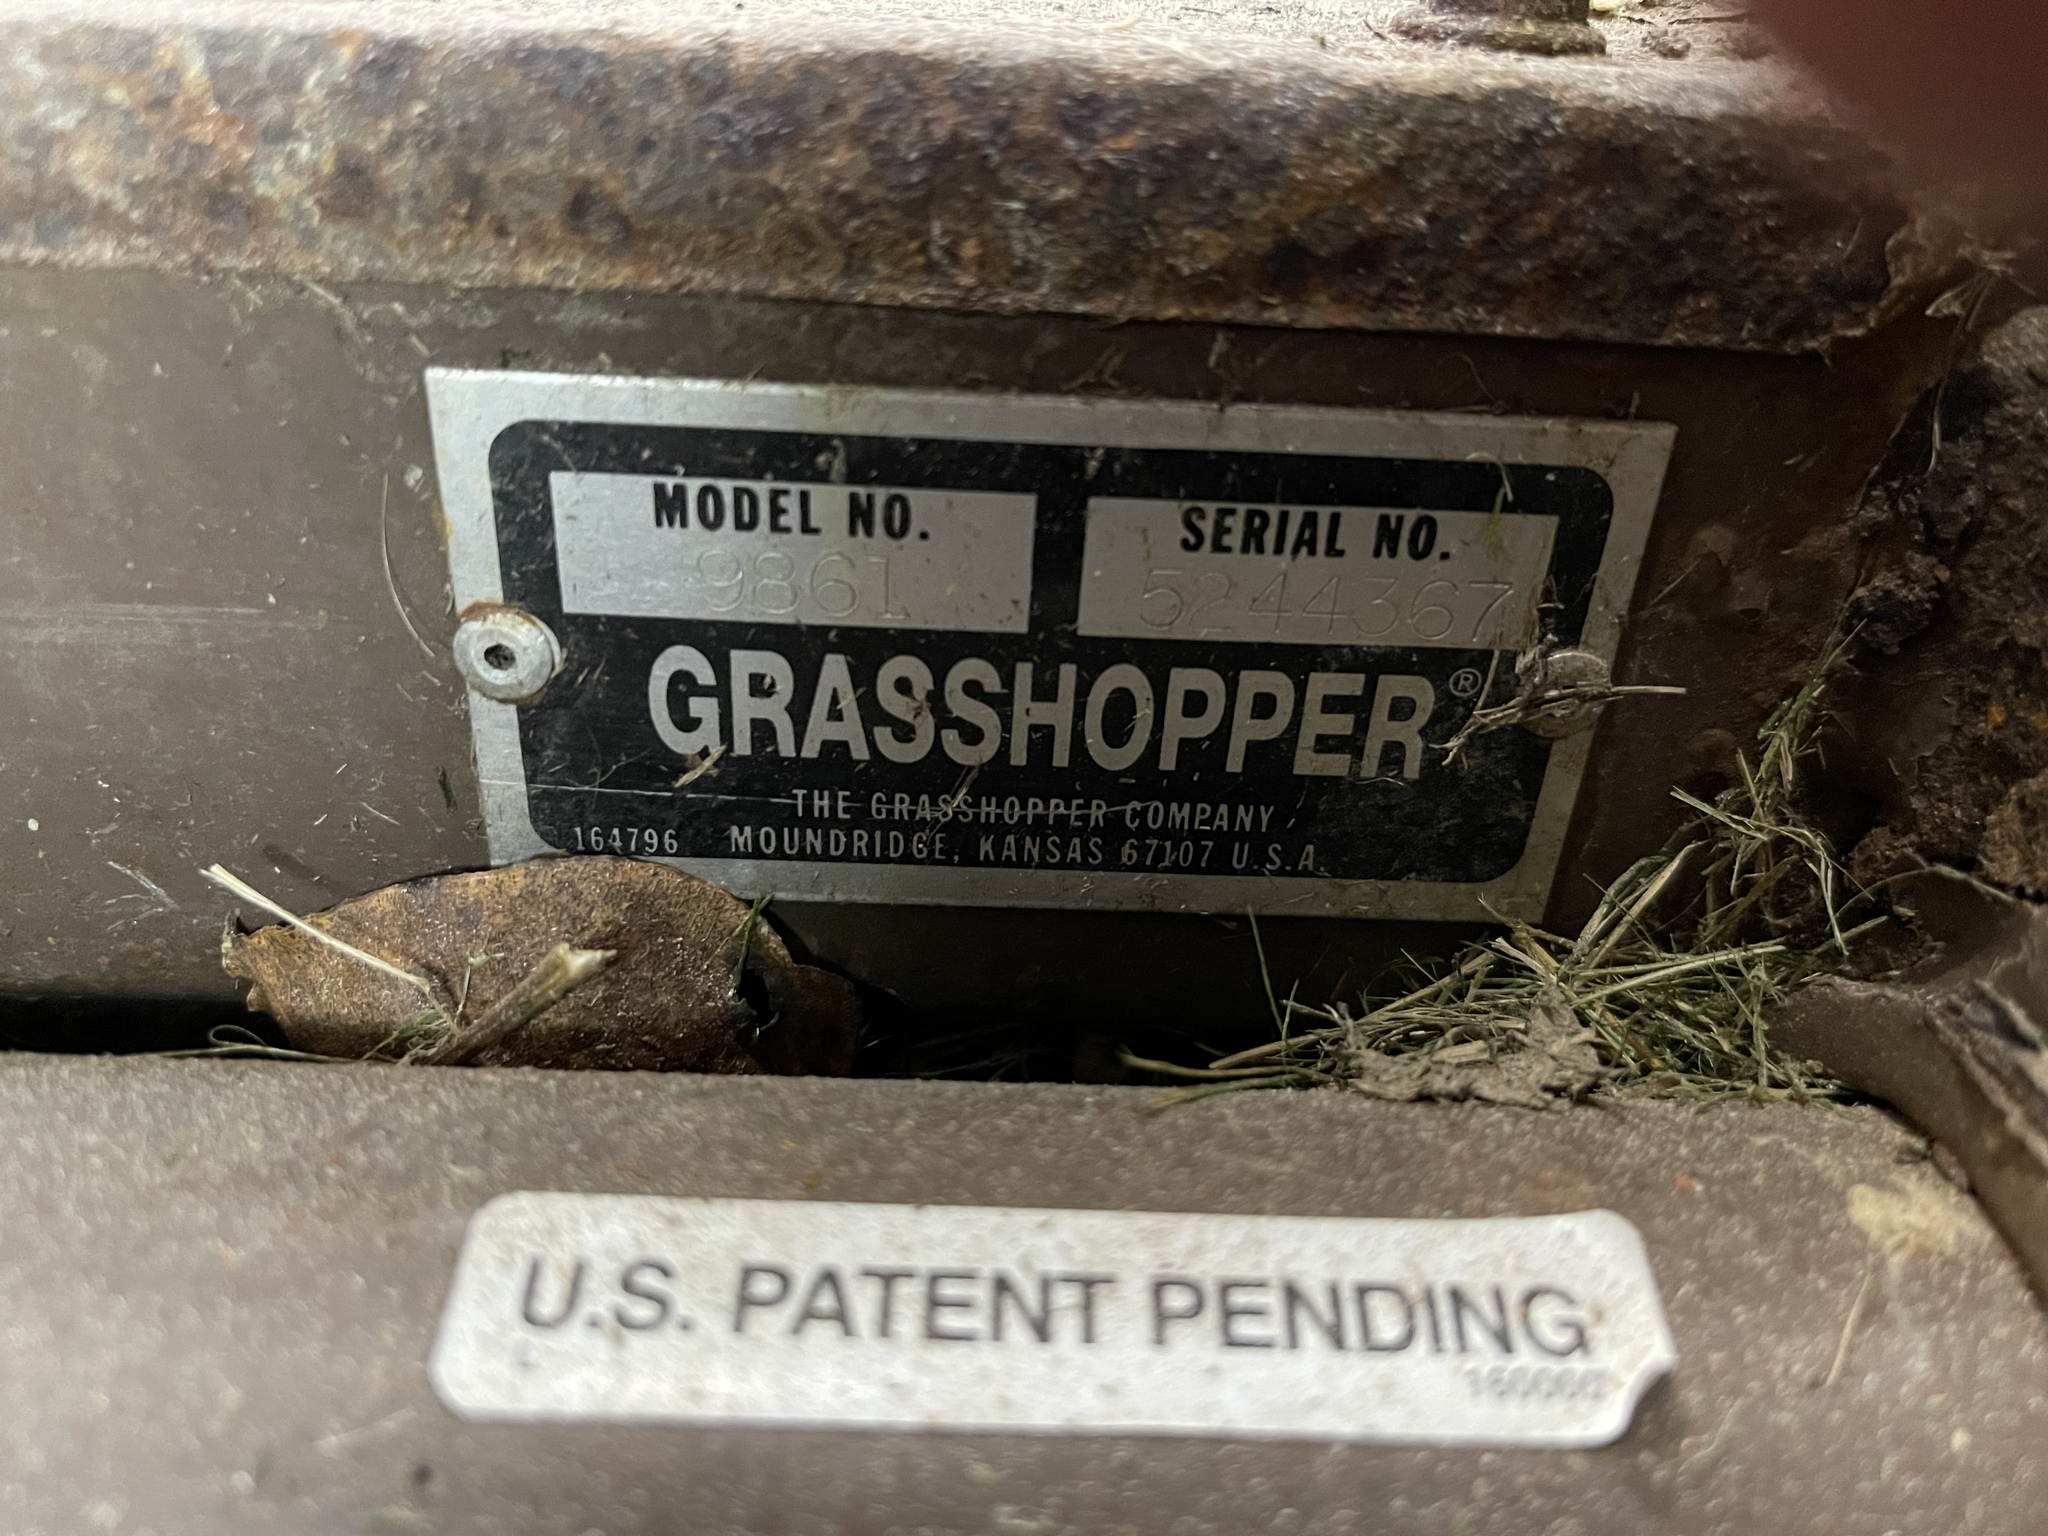 MODEL NO.
9861
SERIAL NO.
5244367
GRASSHOPPER®
THE GRASSHOPPER COMPANY
164796 MOUNDRIDGE, KANSAS 67107 U.S.A.
U.S. PATENT PENDING